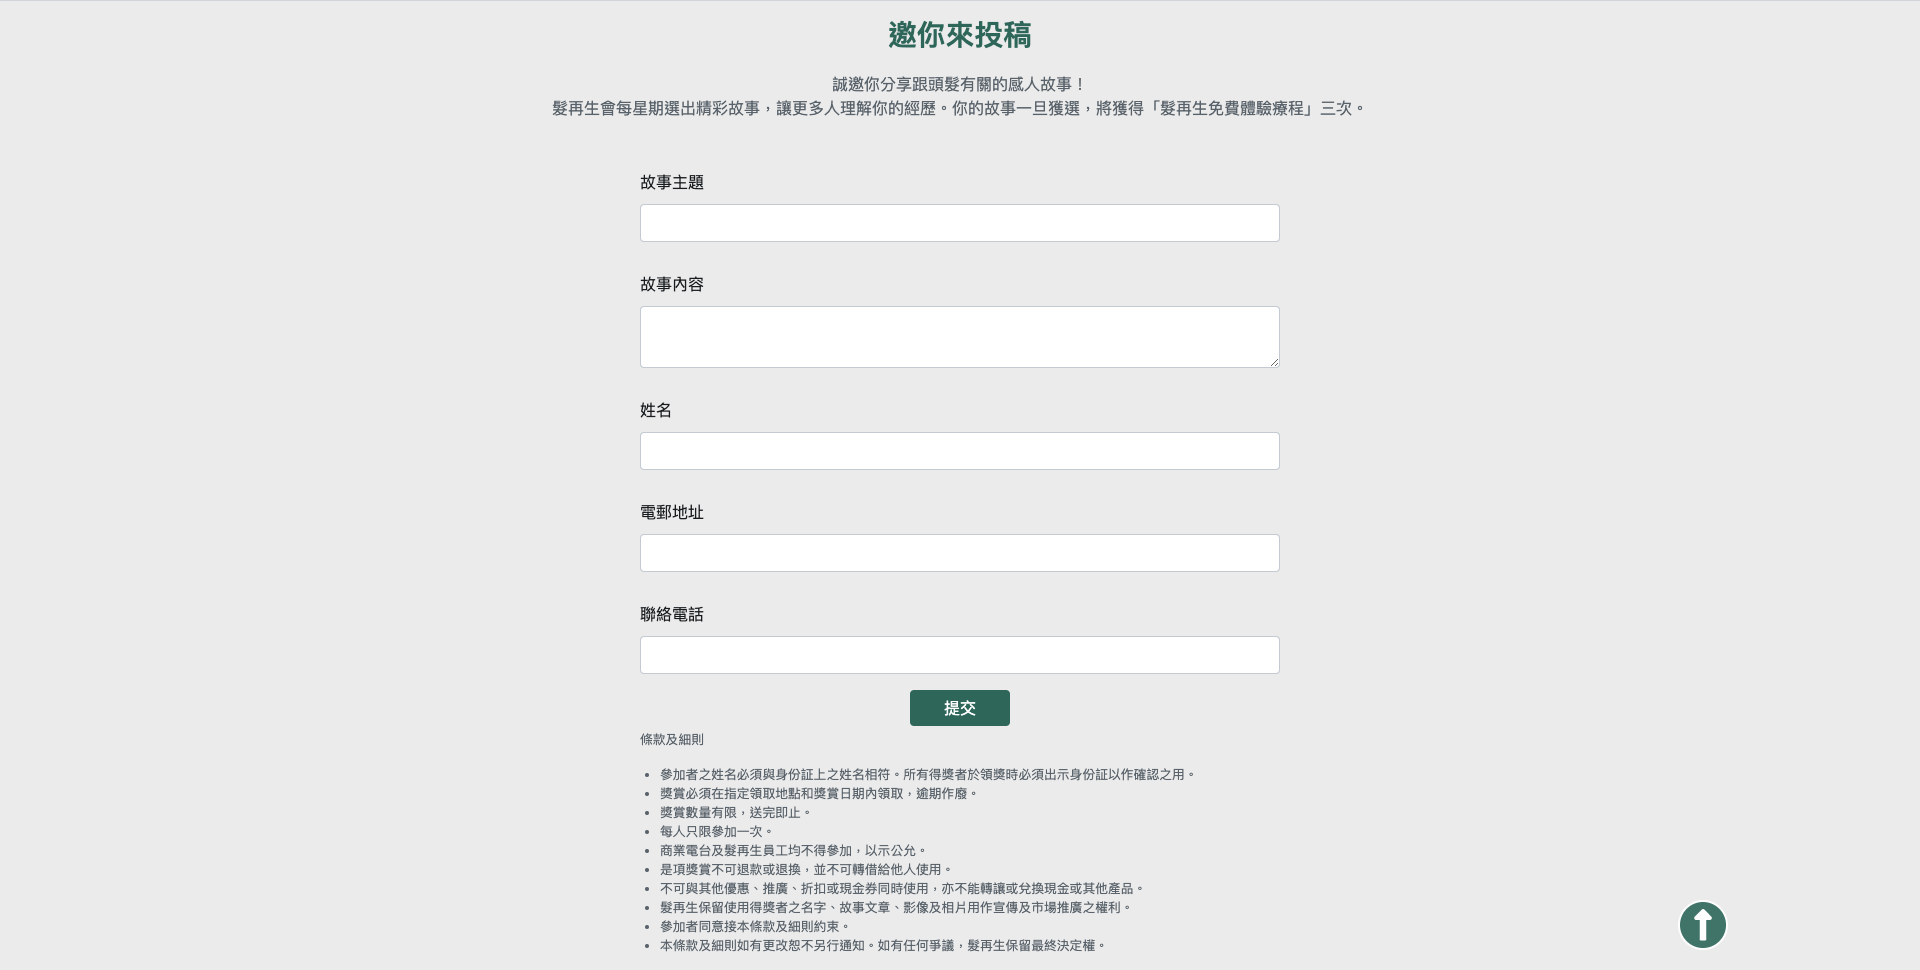 邀你來投稿
誠邀你分享跟頭髮有關的感人故事！
髮再生會每星期選出精彩故事，讓更多人理解你的經歷。你的故事一旦獲選，將獲得「髮再生免費體驗療程」三次。
故事主題
故事內容
姓名
電郵地址
聯絡電話
提交
條款及細則
• 參加者之姓名必須與身份証上之姓名相符。所有得獎者於領獎時必須出示身份証以作確認之用。
• 獎賞必須在指定領取地點和獎賞日期內領取，逾期作廢。
• 獎賞數量有限，送完即止。
• 每人只限參加一次。
• 商業電台及髮再生員工均不得參加，以示公允。
• 是項獎賞不可退款或退換，並不可轉借給他人使用。
• 不可與其他優惠、推廣、折扣或現金券同時使用，亦不能轉讓或兌換現金或其他產品。
• 髮再生保留使用得獎者之名字、故事文章、影像及相片用作宣傳及市場推廣之權利。
• 參加者同意接本條款及細則約束。
• 本條款及細則如有更改恕不另行通知。如有任何爭議，髮再生保留最終決定權。